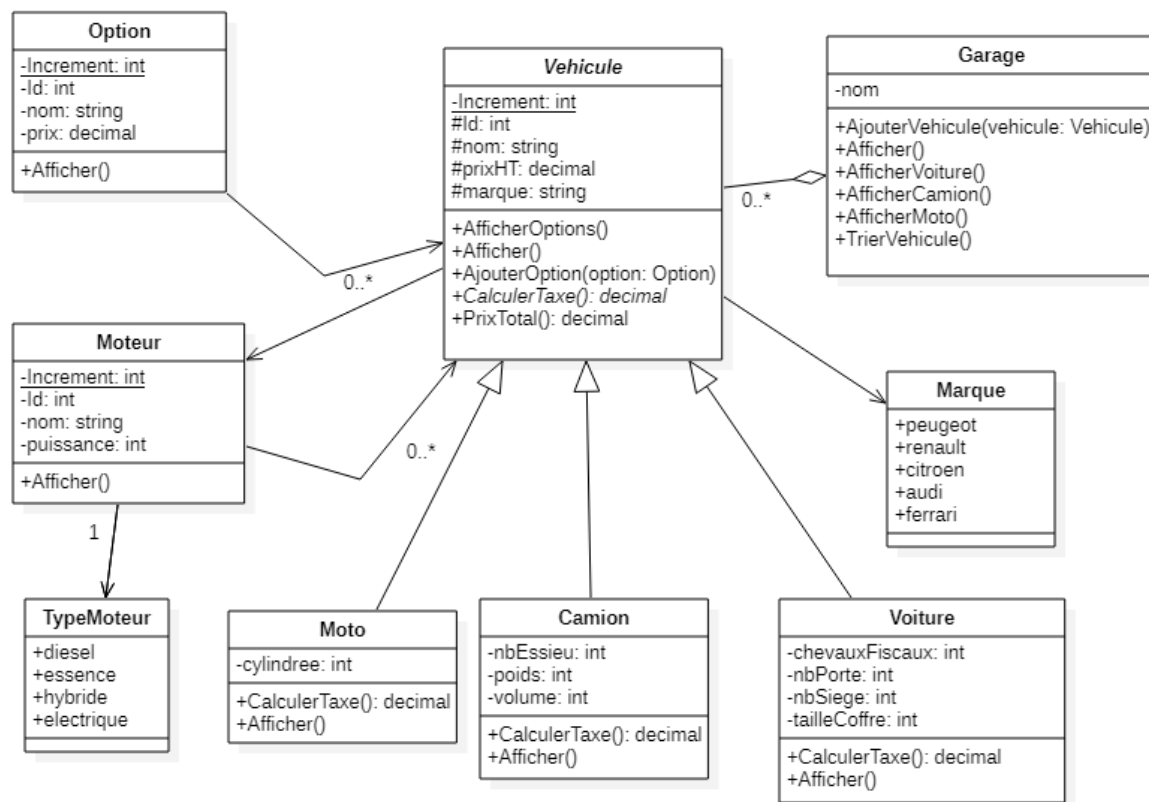 Option
-Increment: int
-Id: int
-nom: string
-prix: decimal
+Afficher()
Vehicule
-Increment: int
#Id: int
#nom: string
#prixHT: decimal
#marque: string
+AfficherOptions()
+Afficher()
+AjouterOption(option: Option)
+CalculerTaxe(): decimal
+PrixTotal(): decimal
Garage
-nom
+AjouterVehicule(vehicule: Vehicule)
+Afficher()
+AfficherVoiture()
+AfficherCamion()
+AfficherMoto()
+TrierVehicule()
0..*
0..*
Moteur
-Increment: int
-Id: int
-nom: string
-puissance: int
+Afficher()
0..*
1
Marque
+peugeot
+renault
+citroen
+audi
+ferrari
TypeMoteur
+diesel
+essence
+hybride
+electrique
Moto
-cylindree: int
+CalculerTaxe(): decimal
+Afficher()
Camion
-nbEssieu: int
-poids: int
-volume: int
+CalculerTaxe(): decimal
+Afficher()
Voiture
-chevauxFiscaux: int
-nbPorte: int
-nbSiege: int
-tailleCoffre: int
+CalculerTaxe(): decimal
+Afficher()